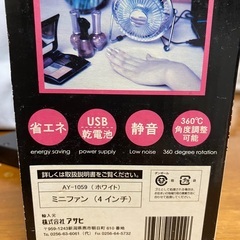 省エネ
USB
乾電池
静音
360℃
角度調整
可能
energy saving
power supply
Low noise
360 degree rotation
詳しくは取扱説明書をご覧ください。
AY-1059(ホワイト)
ミニファン(4インチ)
輸入元
株式会社 アサヒ